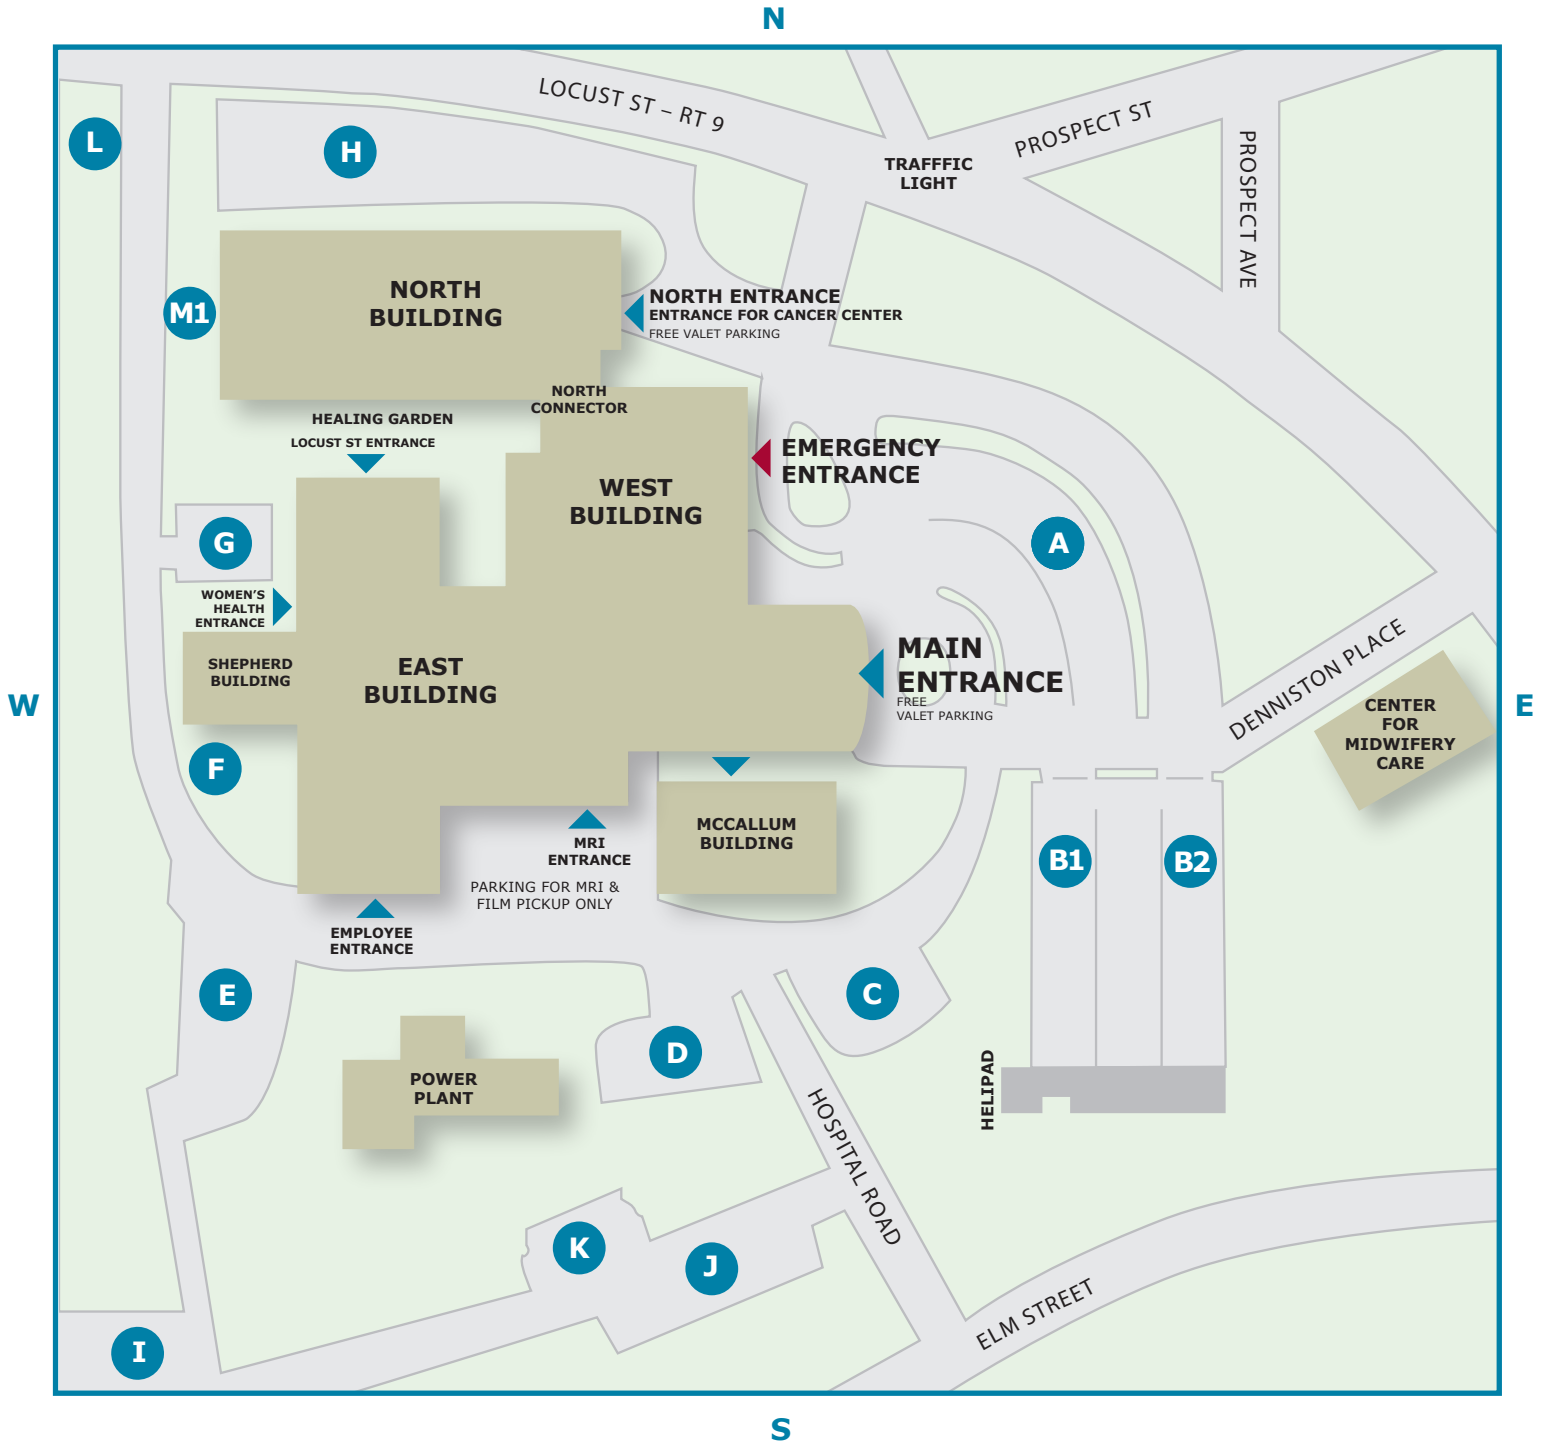 N
LOCUST ST – RT 9
PROSPECT ST
PROSPECT AVE
TRAFFFIC
LIGHT
L
H
M1
NORTH
BUILDING
NORTH ENTRANCE
ENTRANCE FOR CANCER CENTER
FREE VALET PARKING
NORTH
CONNECTOR
HEALING GARDEN
LOCUST ST ENTRANCE
EMERGENCY
ENTRANCE
WEST
BUILDING
G
A
WOMEN'S
HEALTH
ENTRANCE
SHEPHERD
BUILDING
EAST
BUILDING
MAIN
ENTRANCE
FREE
VALET PARKING
DENNISTON PLACE
CENTER
FOR
MIDWIFERY
CARE
W
E
F
MCCALLUM
BUILDING
MRI
ENTRANCE
PARKING FOR MRI &
FILM PICKUP ONLY
B1
B2
EMPLOYEE
ENTRANCE
E
C
D
POWER
PLANT
HELIPAD
HOSPITAL ROAD
K
J
ELM STREET
I
S